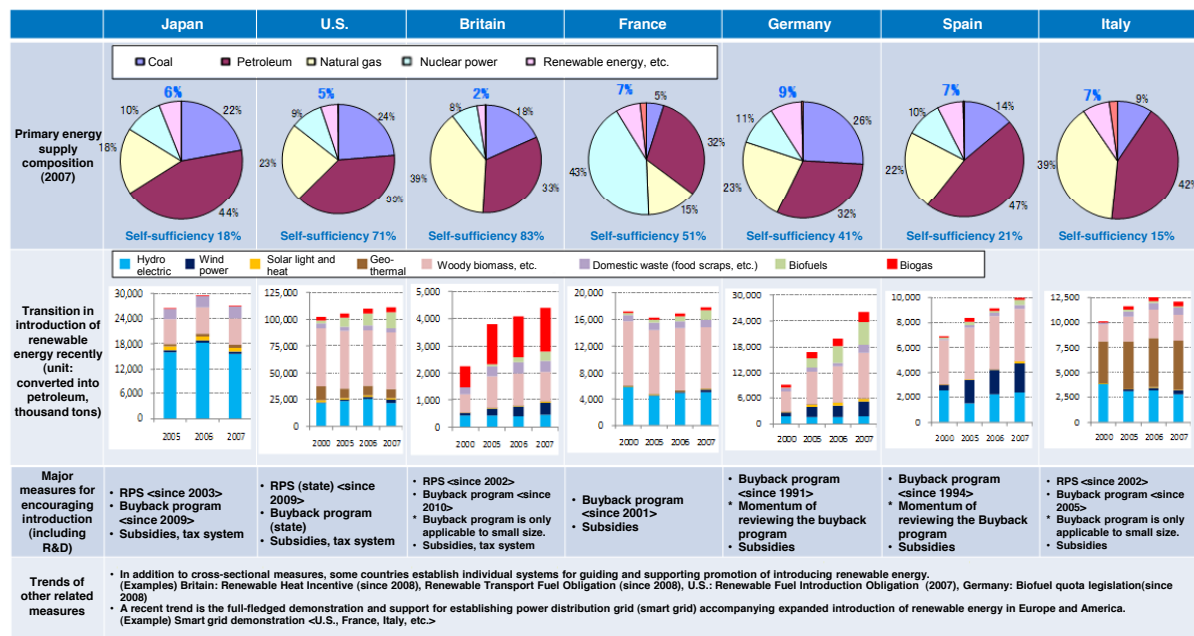 Japan
U.S.
Britain
France
Germany
Spain
Italy
Primary energy
supply
composition
(2007)
Coal
Petroleum
Natural gas
Nuclear power
Renewable energy, etc.
6%
22%
10%
18%
44%
Self-sufficiency 18%
5%
24%
9%
23%
Self-sufficiency 71%
2%
18%
8%
39%
33%
Self-sufficiency 83%
7%
5%
32%
43%
15%
Self-sufficiency 51%
9%
26%
11%
23%
32%
Self-sufficiency 41%
7%
14%
10%
22%
47%
Self-sufficiency 21%
7%
9%
39%
42%
Self-sufficiency 15%
Transition in
introduction of
renewable
energy recently
(unit:
converted into
petroleum,
thousand tons)
Hydro
electric
Wind
power
Solar light and
heat
Geo-
thermal
Woody biomass, etc.
Domestic waste (food scraps, etc.)
Biofuels
Biogas
30,000
24,000
18,000
12,000
6,000
0
2005 2006 2007
125,000
100,000
75,000
50,000
25,000
0
2000 2005 2006 2007
5,000
4,000
3,000
2,000
1,000
0
2000 2005 2006 2007
20,000
16,000
12,000
8,000
4,000
0
2000 2005 2006 2007
30,000
24,000
18,000
12,000
6,000
0
2000 2005 2006 2007
10,000
8,000
6,000
4,000
2,000
0
2000 2005 2006 2007
12,500
10,000
7,500
5,000
2,500
0
2000 2005 2006 2007
Major
measures for
encouraging
introduction
(including
R&D)
• RPS <since 2003>
• Buyback program
<since 2009>
• Subsidies, tax system
• RPS (state) <since
2009>
• Buyback program
(state)
• Subsidies, tax system
• RPS <since 2002>
• Buyback program <since
2010>
* Buyback program is only
applicable to small size.
• Subsidies, tax system
• Buyback program
<since 2001>
• Subsidies
• Buyback program
<since 1991>
* Momentum of
reviewing the buyback
program
• Subsidies
• Buyback program
<since 1994>
* Momentum of
reviewing the Buyback
program
• Subsidies
• RPS <since 2002>
• Buyback program <since
2005>
* Buyback program is only
applicable to small size.
• Subsidies
Trends of
other related
measures
• In addition to cross-sectional measures, some countries establish individual systems for guiding and supporting promotion of introducing renewable energy.
(Examples) Britain: Renewable Heat Incentive (since 2008), Renewable Transport Fuel Obligation (since 2008), U.S.: Renewable Fuel Introduction Obligation (2007), Germany: Biofuel quota legislation(since
2008)
• A recent trend is the full-fledged demonstration and support for establishing power distribution grid (smart grid) accompanying expanded introduction of renewable energy in Europe and America.
(Example) Smart grid demonstration <U.S., France, Italy, etc.>